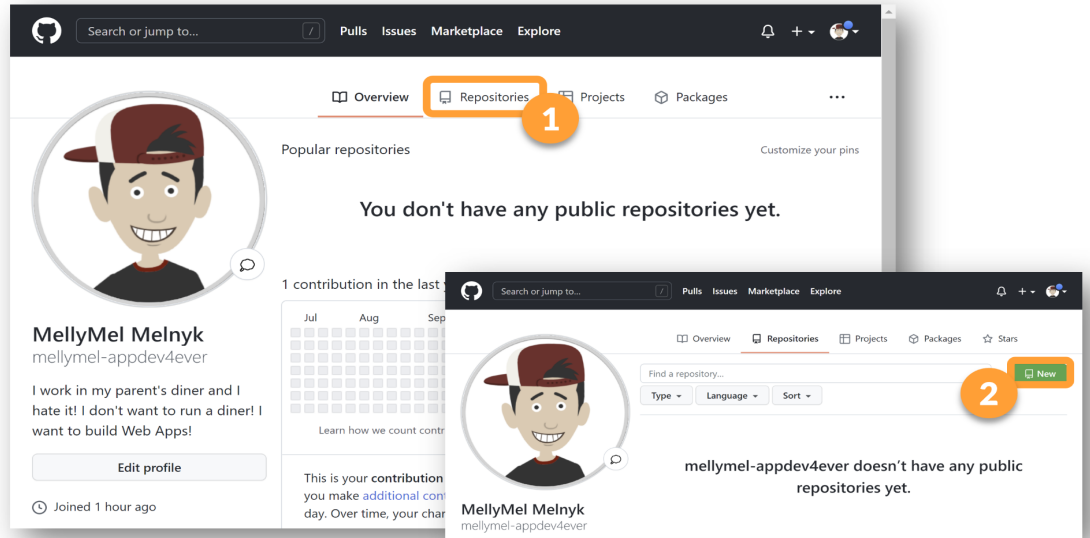 Search or jump to... / Pulls Issues Marketplace Explore
Overview Repositories Projects Packages ...
1
Popular repositories Customize your pins
You don't have any public repositories yet.
1 contribution in the last
Jul Aug Sep
Learn how we count contr
This is your contribution
you make additional cont
day. Over time, your char
MellyMel Melnyk
mellymel-appdev4ever
I work in my parent's diner and I
hate it! I don't want to run a diner! I
want to build Web Apps!
Edit profile
Joined 1 hour ago
Search or jump to... / Pulls Issues Marketplace Explore
Overview Repositories Projects Packages Stars
Find a repository... New
2
Type Language Sort
mellymel-appdev4ever doesn’t have any public
repositories yet.
MellyMel Melnyk
mellymel-appdev4ever